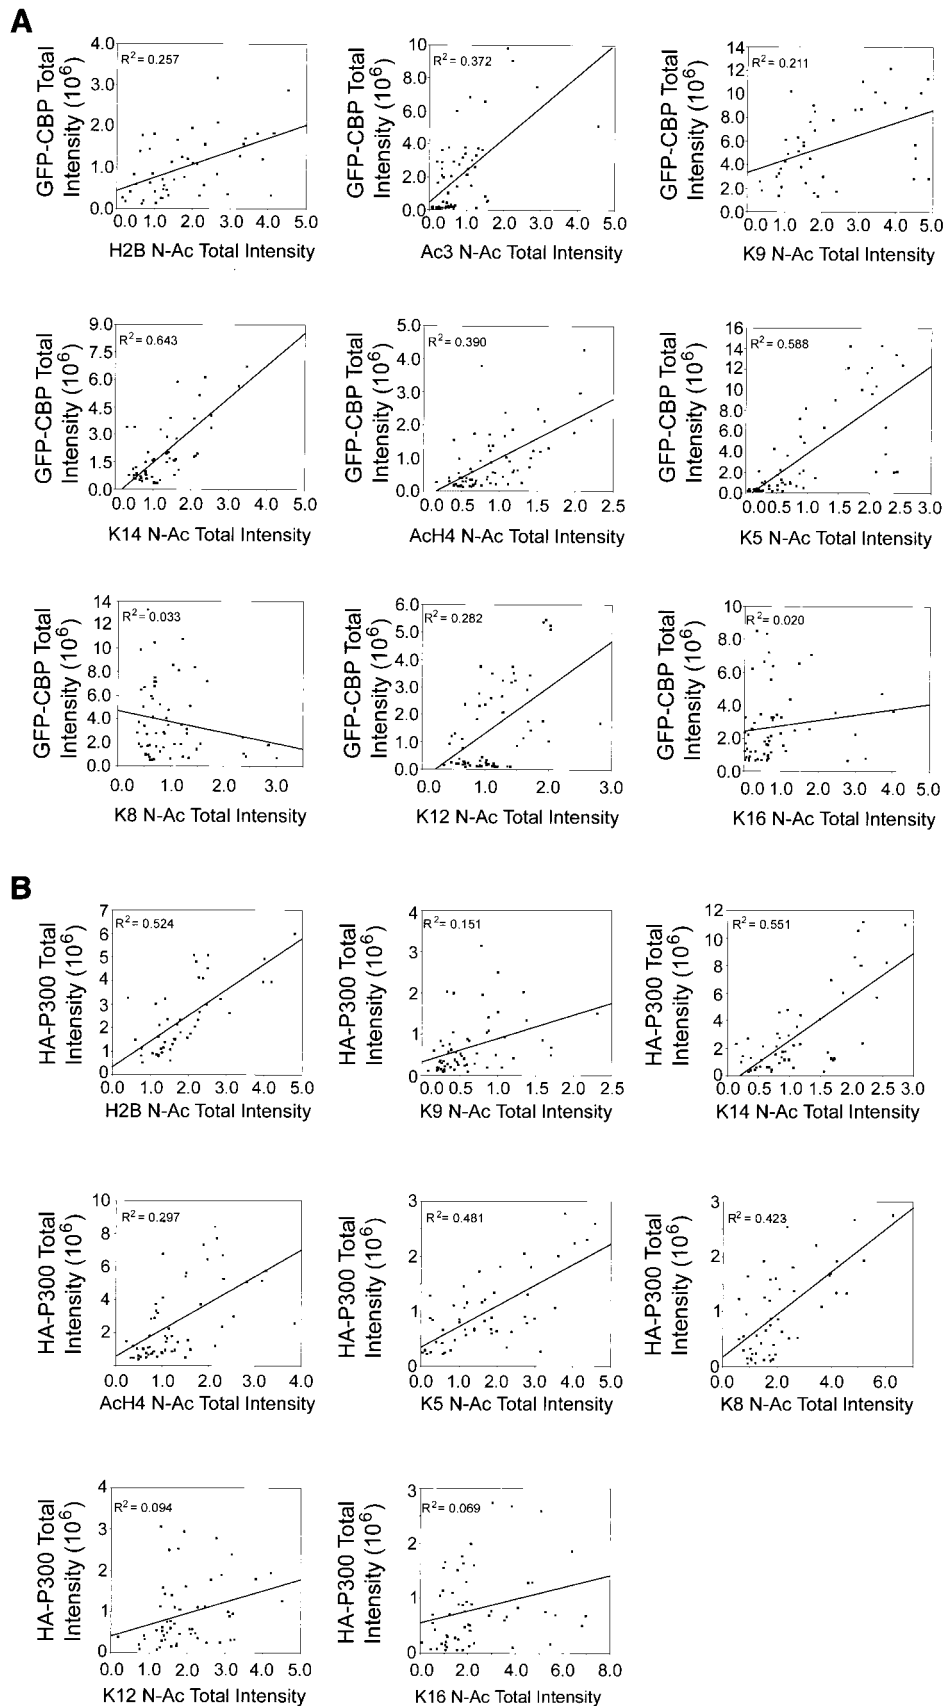 A
GFP-CBP Total Intensity (10⁶)
4.0
3.0
2.0
1.0
0.0
R² = 0.257
0.0 1.0 2.0 3.0 4.0 5.0
H2B N-Ac Total Intensity
GFP-CBP Total Intensity (10⁶)
10
8.0
6.0
4.0
2.0
0.0
R² = 0.372
0.0 1.0 2.0 3.0 4.0 5.0
Ac3 N-Ac Total Intensity
GFP-CBP Total Intensity (10⁶)
14
12
10
8.0
6.0
4.0
2.0
0.0
R² = 0.211
0.0 1.0 2.0 3.0 4.0 5.0
K9 N-Ac Total Intensity
GFP-CBP Total Intensity (10⁶)
9.0
7.5
6.0
4.5
3.0
1.5
0.0
R² = 0.643
0.0 1.0 2.0 3.0 4.0 5.0
K14 N-Ac Total Intensity
GFP-CBP Total Intensity (10⁶)
5.0
4.0
3.0
2.0
1.0
0.0
R² = 0.390
0.0 0.5 1.0 1.5 2.0 2.5
AcH4 N-Ac Total Intensity
GFP-CBP Total Intensity (10⁶)
16
14
12
10
8.0
6.0
4.0
2.0
0.0
R² = 0.588
0.0 0.5 1.0 1.5 2.0 2.5 3.0
K5 N-Ac Total Intensity
GFP-CBP Total Intensity (10⁶)
14
12
10
8.0
6.0
4.0
2.0
0.0
R² = 0.033
0.0 1.0 2.0 3.0
K8 N-Ac Total Intensity
GFP-CBP Total Intensity (10⁶)
6.0
5.0
4.0
3.0
2.0
1.0
0.0
R² = 0.282
0.0 0.5 1.0 1.5 2.0 3.0
K12 N-Ac Total Intensity
GFP-CBP Total Intensity (10⁶)
10
8.0
6.0
4.0
2.0
0.0
R² = 0.020
0.0 1.0 2.0 3.0 4.0 5.0
K16 N-Ac Total Intensity
B
HA-P300 Total Intensity (10⁶)
7
6
5
4
3
2
1
0
R² = 0.524
0.0 1.0 2.0 3.0 4.0 5.0
H2B N-Ac Total Intensity
HA-P300 Total Intensity (10⁶)
4
3
2
1
0
R² = 0.151
0.0 0.5 1.0 1.5 2.0 2.5
K9 N-Ac Total Intensity
HA-P300 Total Intensity (10⁶)
12
10
8
6
4
2
0
R² = 0.551
0.0 0.5 1.0 1.5 2.0 2.5 3.0
K14 N-Ac Total Intensity
HA-P300 Total Intensity (10⁶)
10
8
6
4
2
R² = 0.297
0.0 1.0 2.0 3.0 4.0
AcH4 N-Ac Total Intensity
HA-P300 Total Intensity (10⁶)
3
2
1
0
R² = 0.481
0.0 1.0 2.0 3.0 4.0 5.0
K5 N-Ac Total Intensity
HA-P300 Total Intensity (10⁶)
3
2
1
0
R² = 0.423
0.0 2.0 4.0 6.0
K8 N-Ac Total Intensity
HA-P300 Total Intensity (10⁶)
4
3
2
1
0
R² = 0.094
0.0 1.0 2.0 3.0 4.0 5.0
K12 N-Ac Total Intensity
HA-P300 Total Intensity (10⁶)
3
2
1
0
R² = 0.069
0.0 2.0 4.0 6.0 8.0
K16 N-Ac Total Intensity